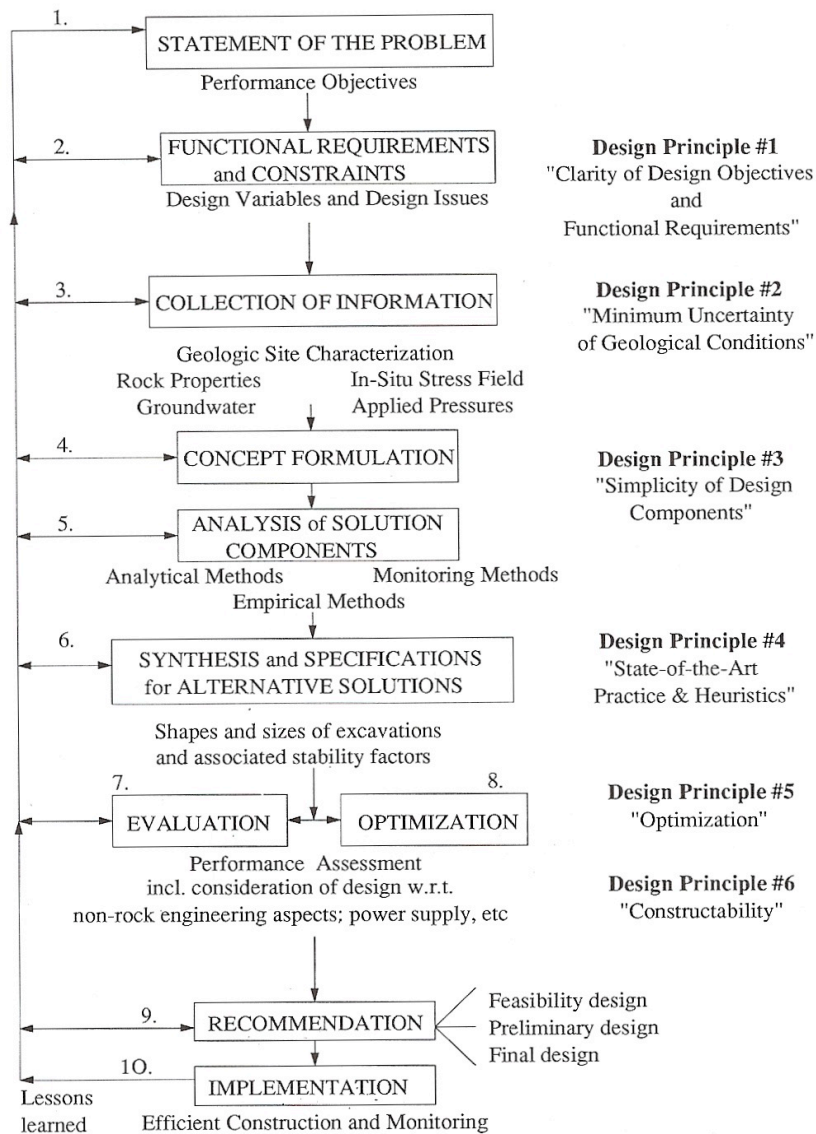 1.
STATEMENT OF THE PROBLEM
Performance Objectives
2.
FUNCTIONAL REQUIREMENTS
and CONSTRAINTS
Design Variables and Design Issues
Design Principle #1
"Clarity of Design Objectives
and
Functional Requirements"
3.
COLLECTION OF INFORMATION
Design Principle #2
"Minimum Uncertainty
of Geological Conditions"
Geologic Site Characterization
Rock Properties In-Situ Stress Field
Groundwater Applied Pressures
4.
CONCEPT FORMULATION
Design Principle #3
"Simplicity of Design
Components"
5.
ANALYSIS of SOLUTION
COMPONENTS
Analytical Methods Monitoring Methods
Empirical Methods
6.
SYNTHESIS and SPECIFICATIONS
for ALTERNATIVE SOLUTIONS
Design Principle #4
"State-of-the-Art
Practice & Heuristics"
Shapes and sizes of excavations
and associated stability factors
7. 8.
EVALUATION OPTIMIZATION
Design Principle #5
"Optimization"
Performance Assessment
incl. consideration of design w.r.t.
non-rock engineering aspects; power supply, etc
Design Principle #6
"Constructability"
9.
RECOMMENDATION
Feasibility design
Preliminary design
Final design
10.
IMPLEMENTATION
Lessons
learned
Efficient Construction and Monitoring